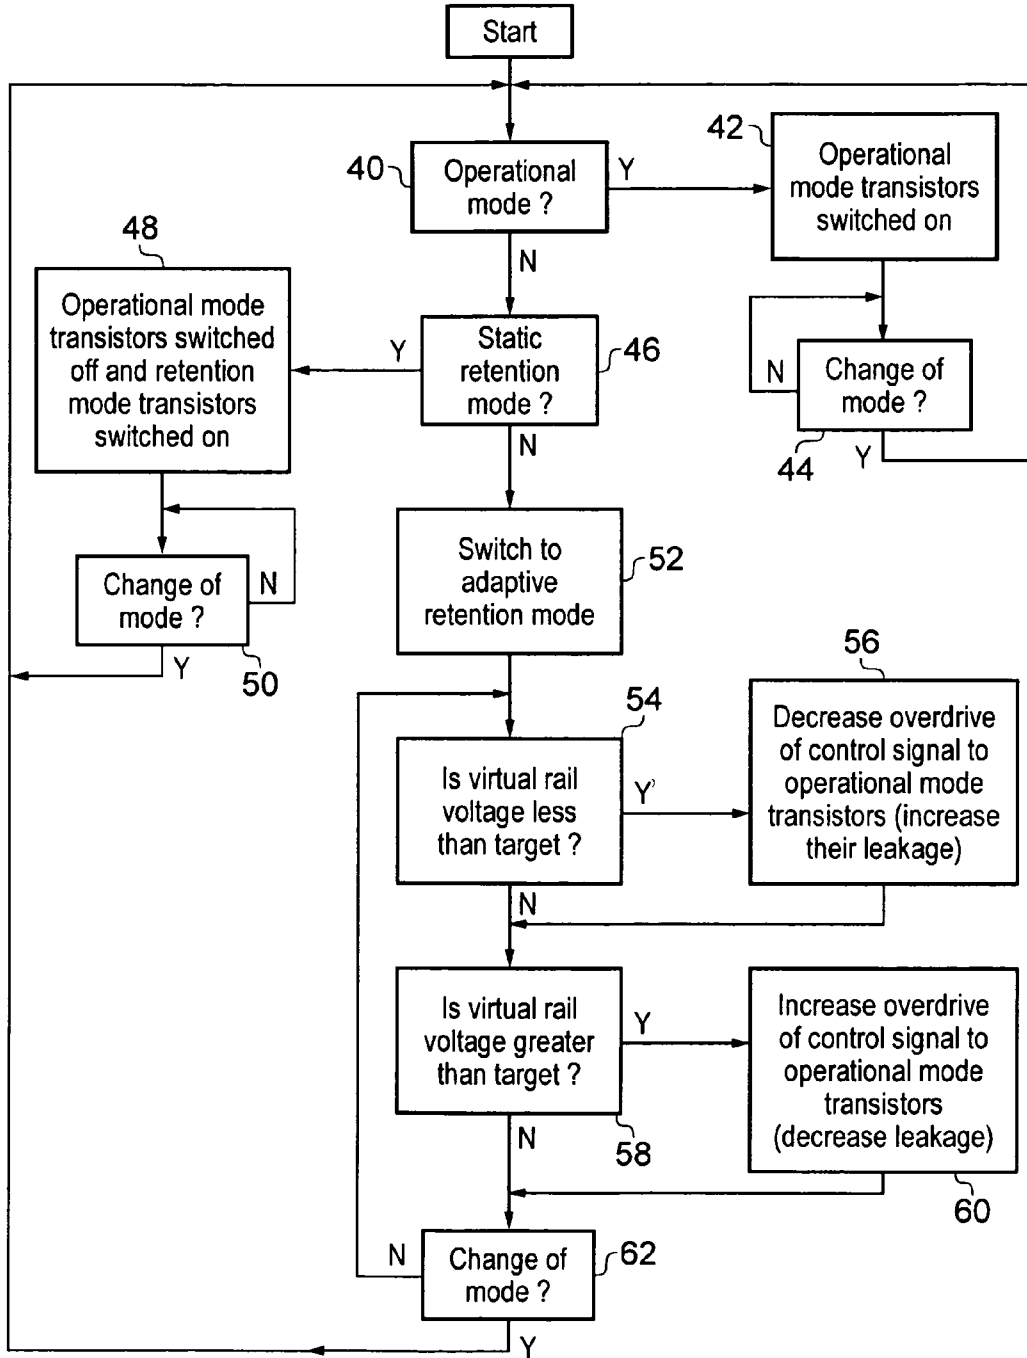 Start
40
Operational
mode ?
Y
N
42
Operational
mode transistors
switched on
N
Change of
mode ?
44
Y
48
Operational mode
transistors switched
off and retention
mode transistors
switched on
Y
Static
retention
mode ?
46
N
Change of
mode ?
N
50
Y
Switch to
adaptive
retention mode
52
54
Is virtual rail
voltage less
than target ?
Y'
N
56
Decrease overdrive
of control signal to
operational mode
transistors (increase
their leakage)
Is virtual rail
voltage greater
than target ?
Y
58
N
Increase overdrive
of control signal to
operational mode
transistors
(decrease leakage)
60
N
Change of
mode ?
62
Y